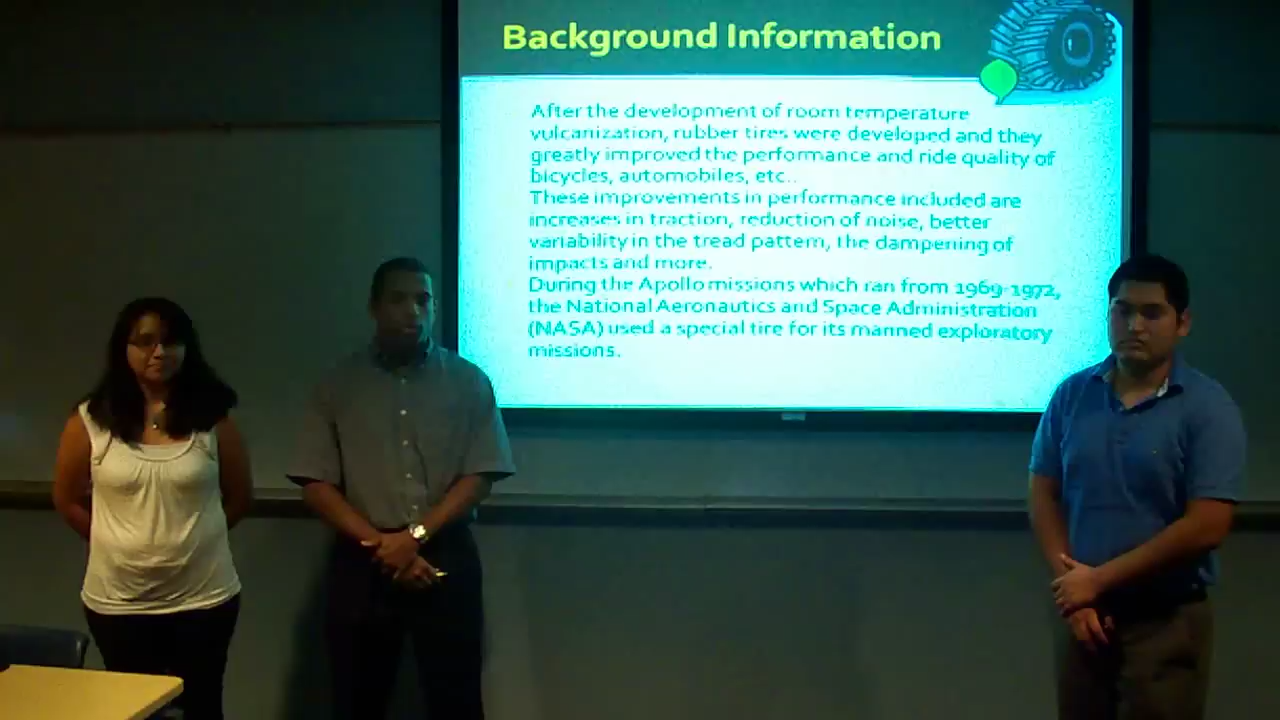 Background Information
After the development of room temperature
vulcanization, rubber tires were developed and they
greatly improved the performance and ride quality of
bicycles, automobiles, etc..
These improvements in performance included are
increases in traction, reduction of noise, better
variability in the tread pattern, the dampening of
impacts and more.
During the Apollo missions which ran from 1969-1972,
the National Aeronautics and Space Administration
(NASA) used a special tire for its manned exploratory
missions.